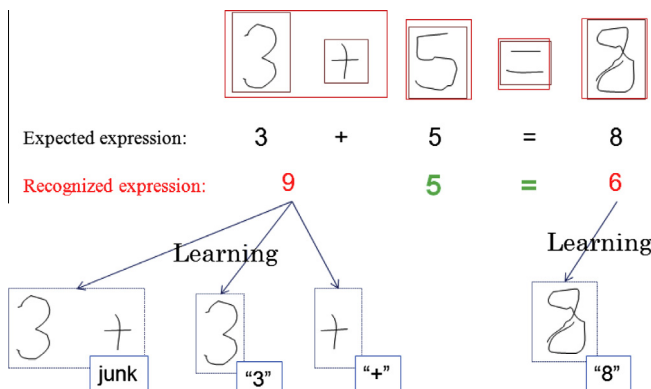 3 + 5 = 8
Expected expression: 3 + 5 = 8
Recognized expression: 9 5 = 6
Learning Learning
3 + 3 + 8
junk “3” “+” “8”